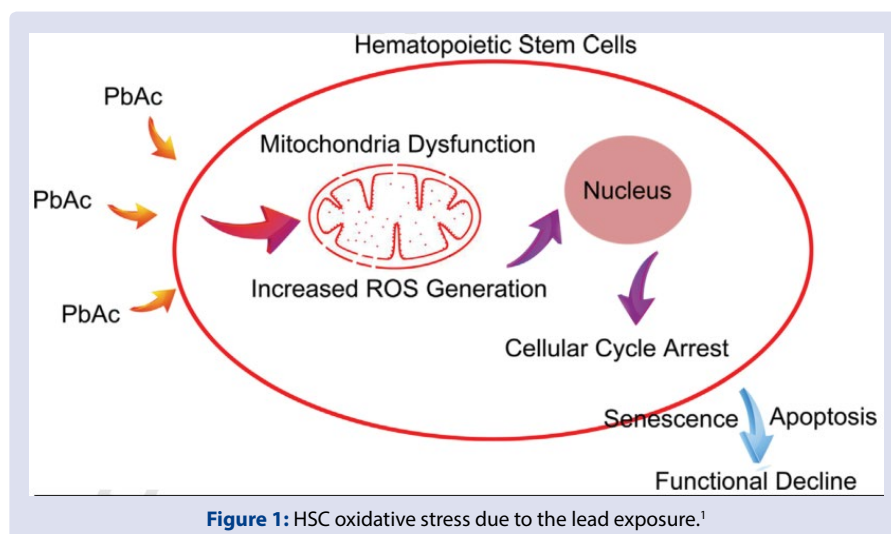 Hematopoietic Stem Cells
PbAc
Mitochondria Dysfunction
Nucleus
PbAc
Increased ROS Generation
PbAc
Cellular Cycle Arrest
Senescence Apoptosis
Functional Decline
Figure 1: HSC oxidative stress due to the lead exposure.1